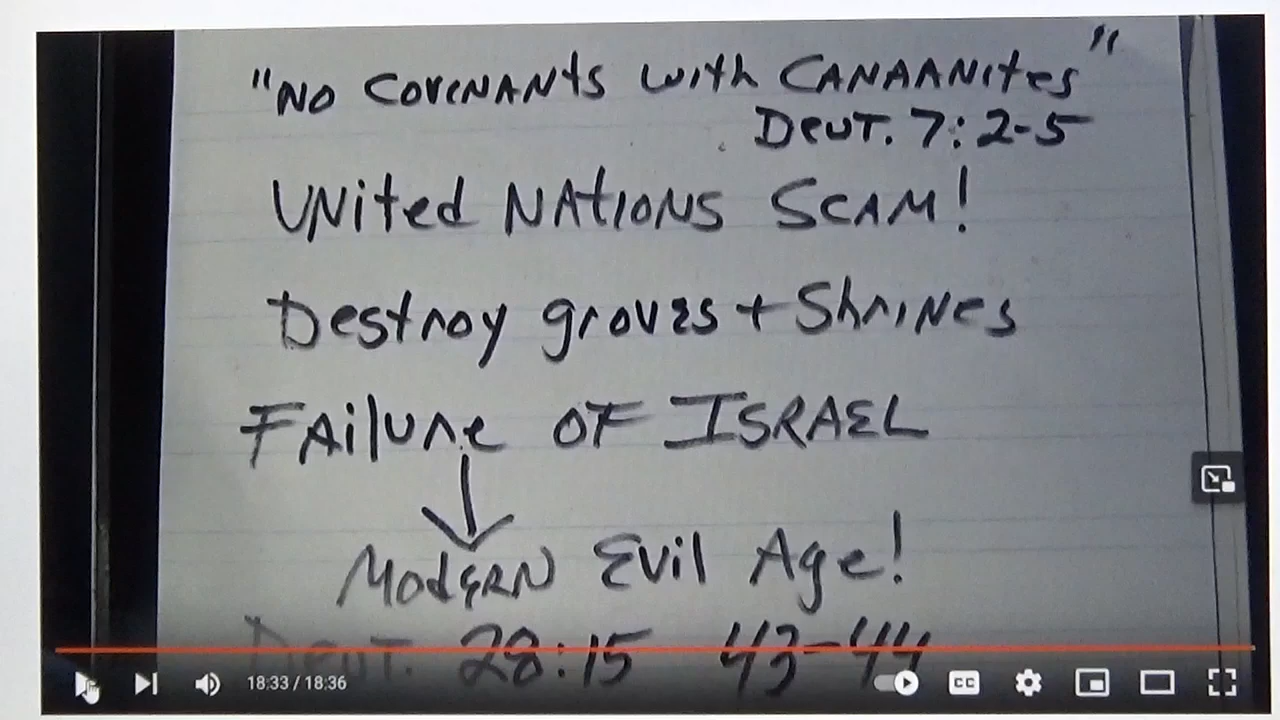 "NO COVENANTS WITH CANAANITES"
DEUT. 7:2-5
UNITED NATIONS SCAM!
Destroy groves + Shrines
FAILURE OF ISRAEL
MODERN EVIL Age!
DEUT. 28:15 43-44
18:33 / 18:36
CC